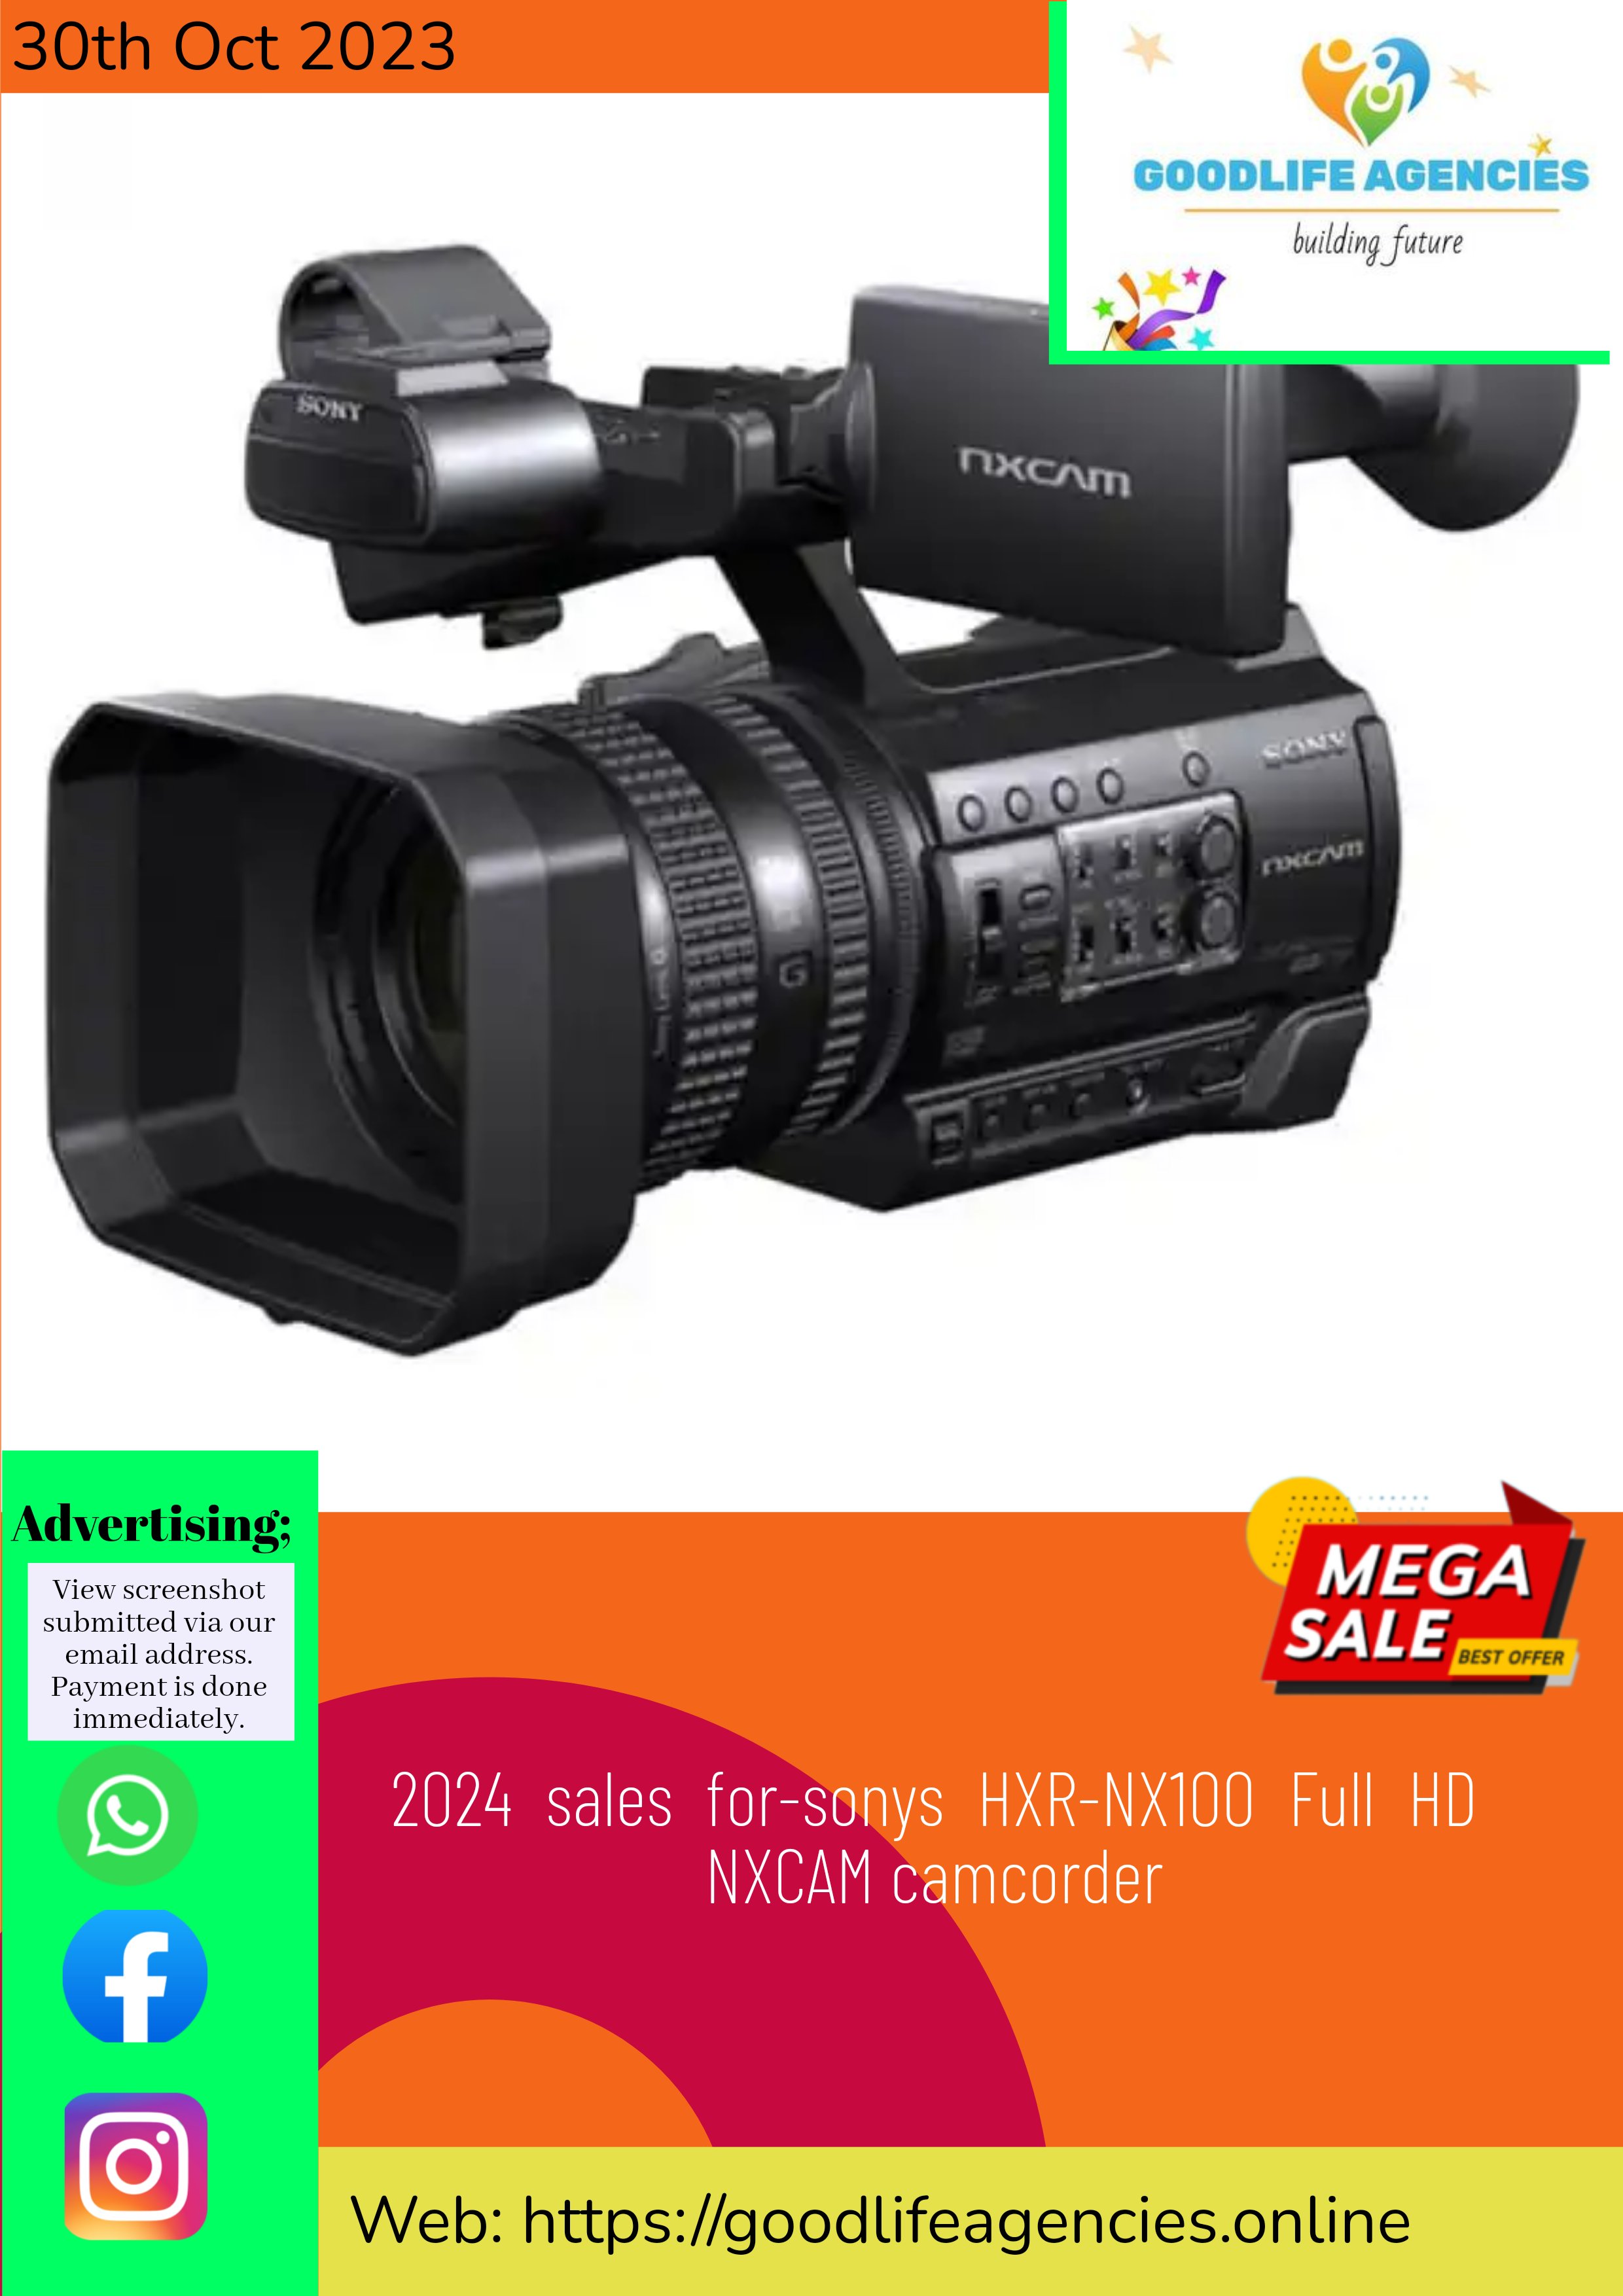 30th Oct 2023
GOODLIFE AGENCIES
building future
SONY
NXCAM
SONY
NXCAM
G
Advertising;
View screenshot
submitted via our
email address.
Payment is done
immediately.
MEGA
SALE
BEST OFFER
2024 sales for-sonys HXR-NX100 Full HD
NXCAM camcorder
Web: https://goodlifeagencies.online